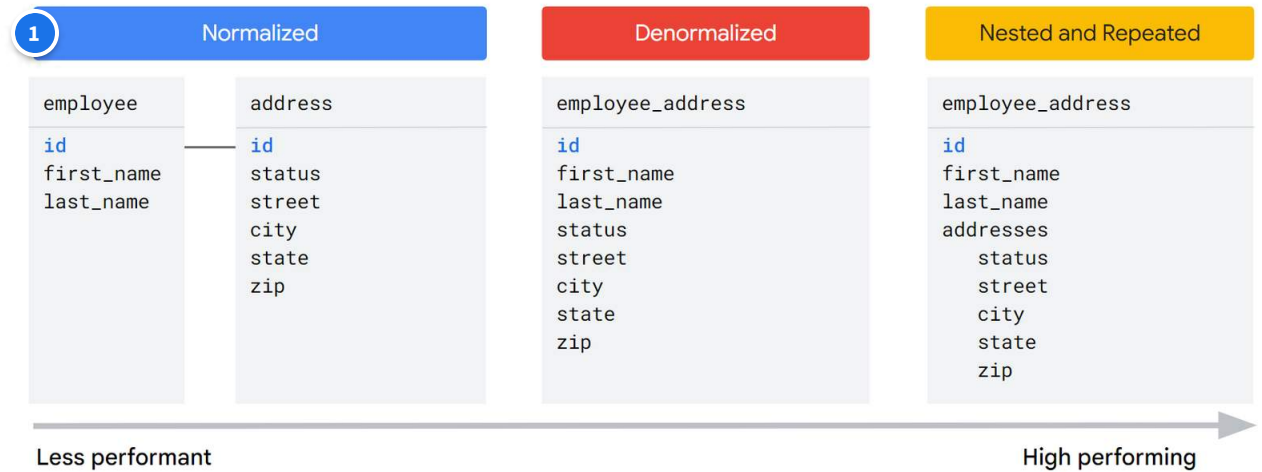 1
Normalized
employee
id
first_name
last_name
address
id
status
street
city
state
zip
Denormalized
employee_address
id
first_name
last_name
status
street
city
state
zip
Nested and Repeated
employee_address
id
first_name
last_name
addresses
status
street
city
state
zip
Less performant
High performing